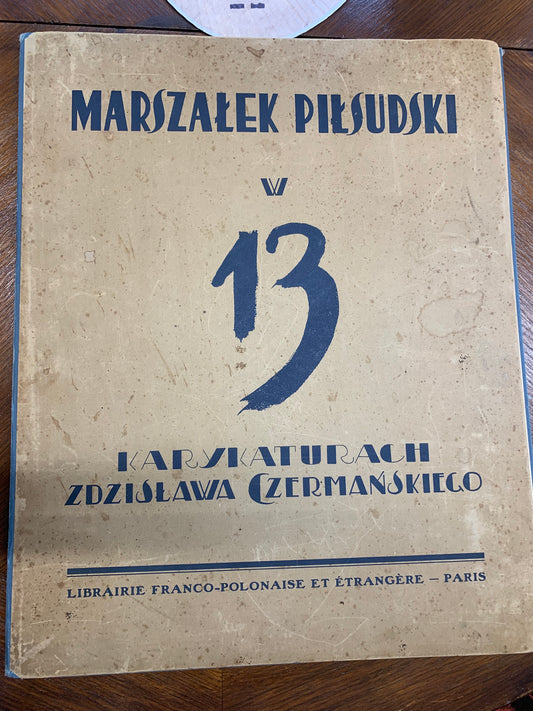 MARSZAŁEK PIŁSUDSKI
W
13
KARYKATURACH
ZDZISŁAWA CZERMAŃSKIEGO
LIBRAIRIE FRANCO-POLONAISE ET ÉTRANGÈRE – PARIS